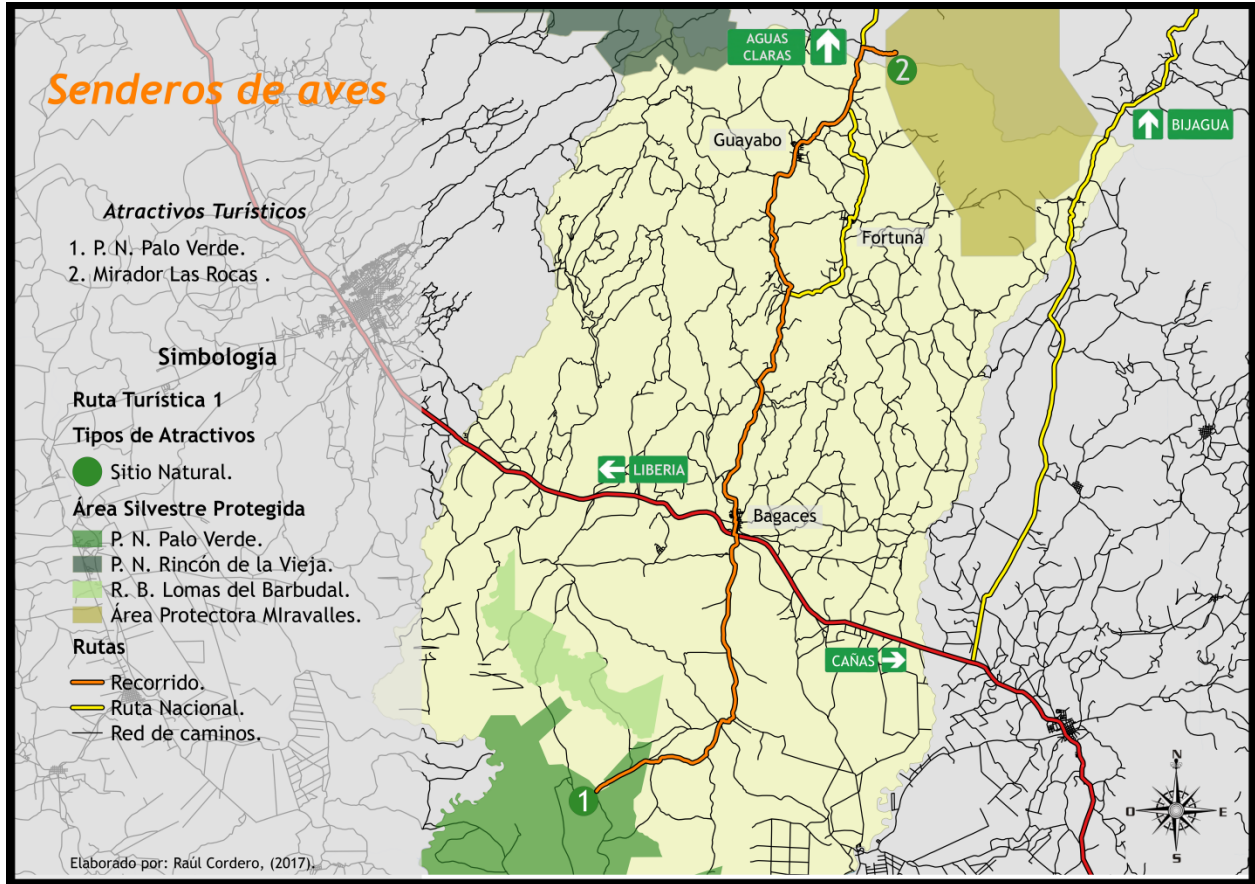 Senderos de aves
Atractivos Turísticos
1. P. N. Palo Verde.
2. Mirador Las Rocas .
Simbología
Ruta Turística 1
Tipos de Atractivos
Sitio Natural.
Área Silvestre Protegida
P. N. Palo Verde.
P. N. Rincón de la Vieja.
R. B. Lomas del Barbudal.
Área Protectora MIravalles.
Rutas
Recorrido.
Ruta Nacional.
Red de caminos.
Elaborado por: Raúl Cordero, (2017).
AGUAS
CLARAS
2
BIJAGUA
Guayabo
Fortuna
LIBERIA
Bagaces
CAÑAS
1
N
O
E
S